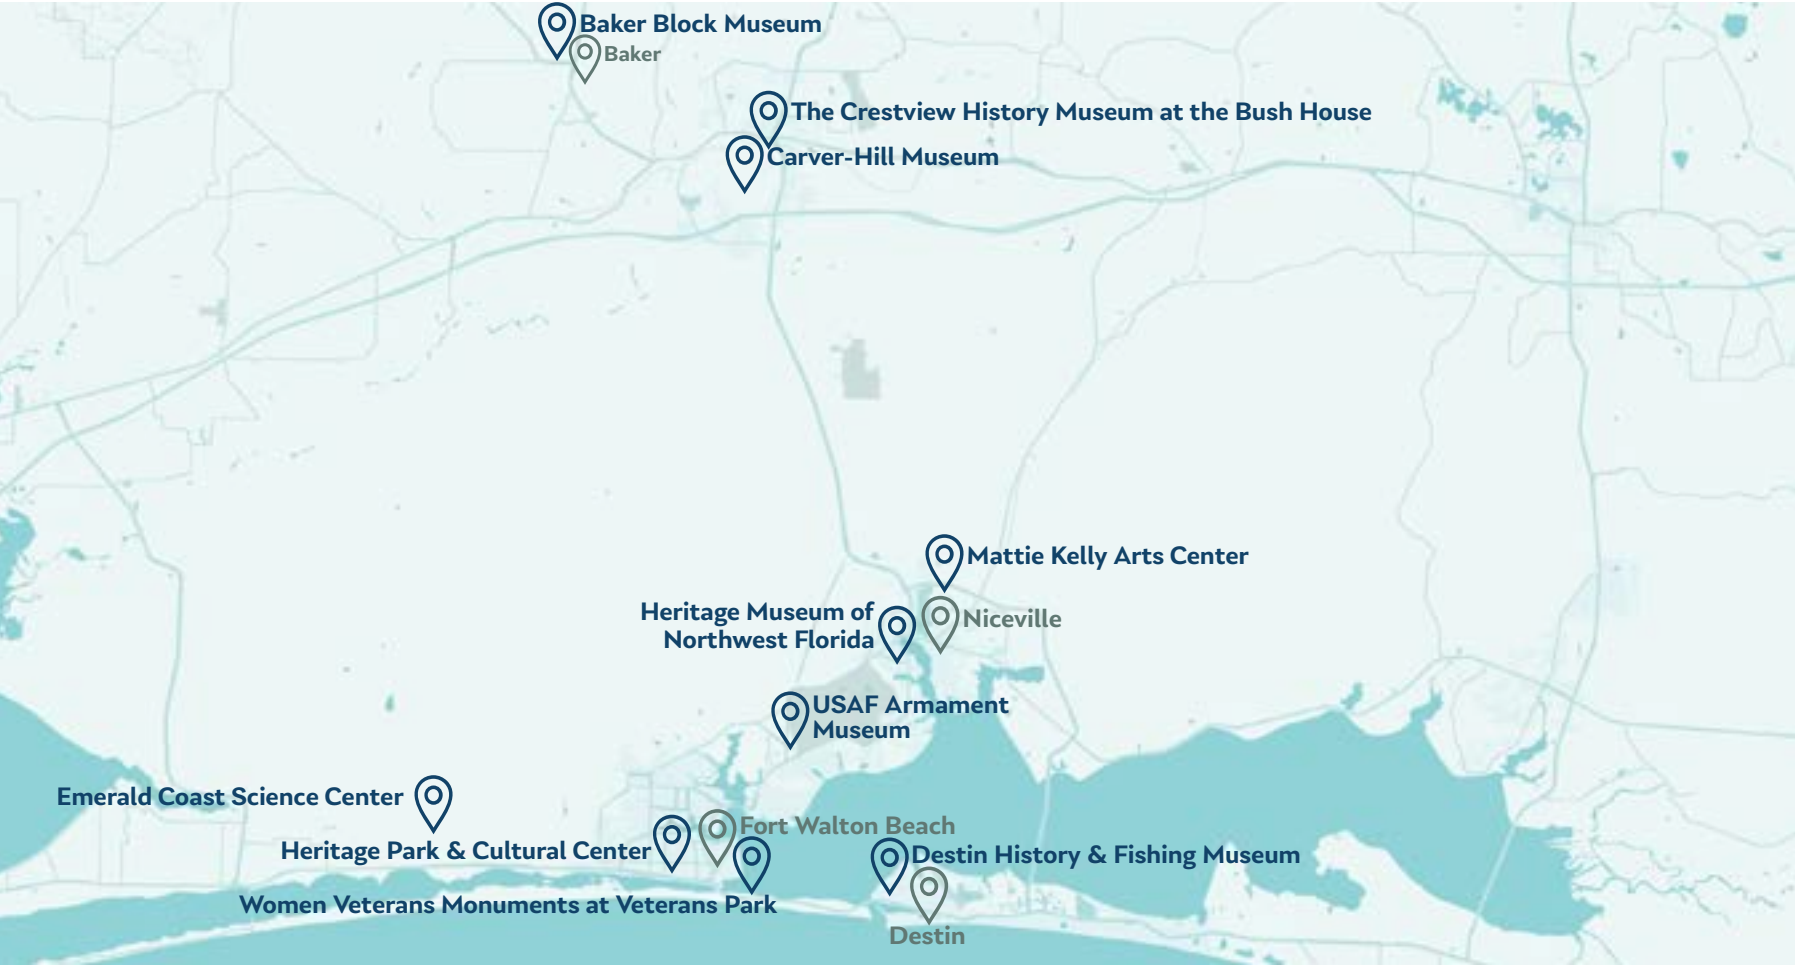 Baker Block Museum
Baker
The Crestview History Museum at the Bush House
Carver-Hill Museum
Mattie Kelly Arts Center
Heritage Museum of
Northwest Florida
Niceville
USAF Armament
Museum
Emerald Coast Science Center
Fort Walton Beach
Heritage Park & Cultural Center
Destin History & Fishing Museum
Women Veterans Monuments at Veterans Park
Destin